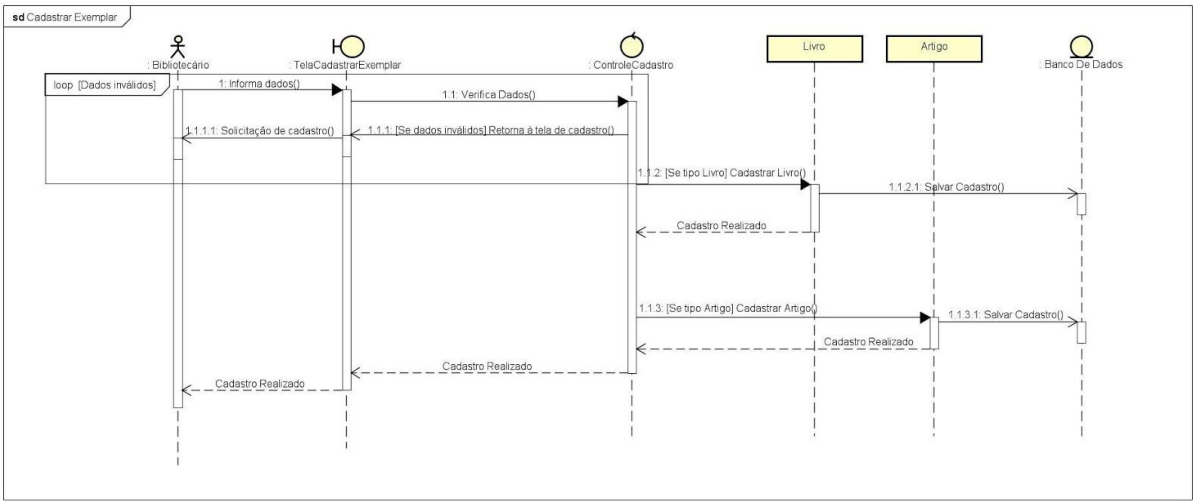 sd Cadastrar Exemplar
: Bibliotecário
: TelaCadastrarExemplar
: ControleCadastro
Livro
Artigo
: Banco De Dados
loop [Dados inválidos]
1: Informa dados()
1.1: Verifica Dados()
1.1.1.1: Solicitação de cadastro()
1.1.1: [Se dados inválidos] Retorna à tela de cadastro()
1.1.2: [Se tipo Livro] Cadastrar Livro()
1.1.2.1: Salvar Cadastro()
Cadastro Realizado
1.1.3: [Se tipo Artigo] Cadastrar Artigo()
1.1.3.1: Salvar Cadastro()
Cadastro Realizado
Cadastro Realizado
Cadastro Realizado